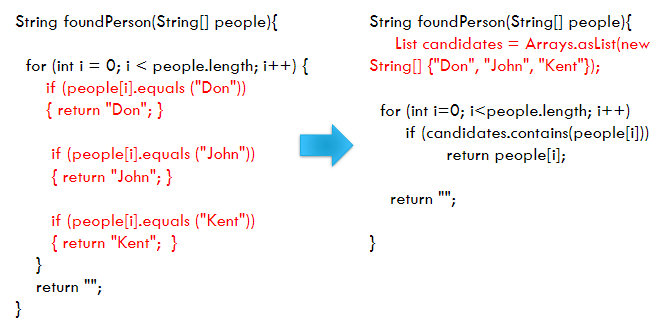 String foundPerson(String[] people){
for (int i = 0; i < people.length; i++) {
if (people[i].equals ("Don"))
{ return "Don"; }
if (people[i].equals ("John"))
{ return "John"; }
if (people[i].equals ("Kent"))
{ return "Kent";  }
}
return "";
}
String foundPerson(String[] people){
List candidates = Arrays.asList(new
String[] {"Don", "John", "Kent"});
for (int i=0; i<people.length; i++)
if (candidates.contains(people[i]))
return people[i];
return "";
}